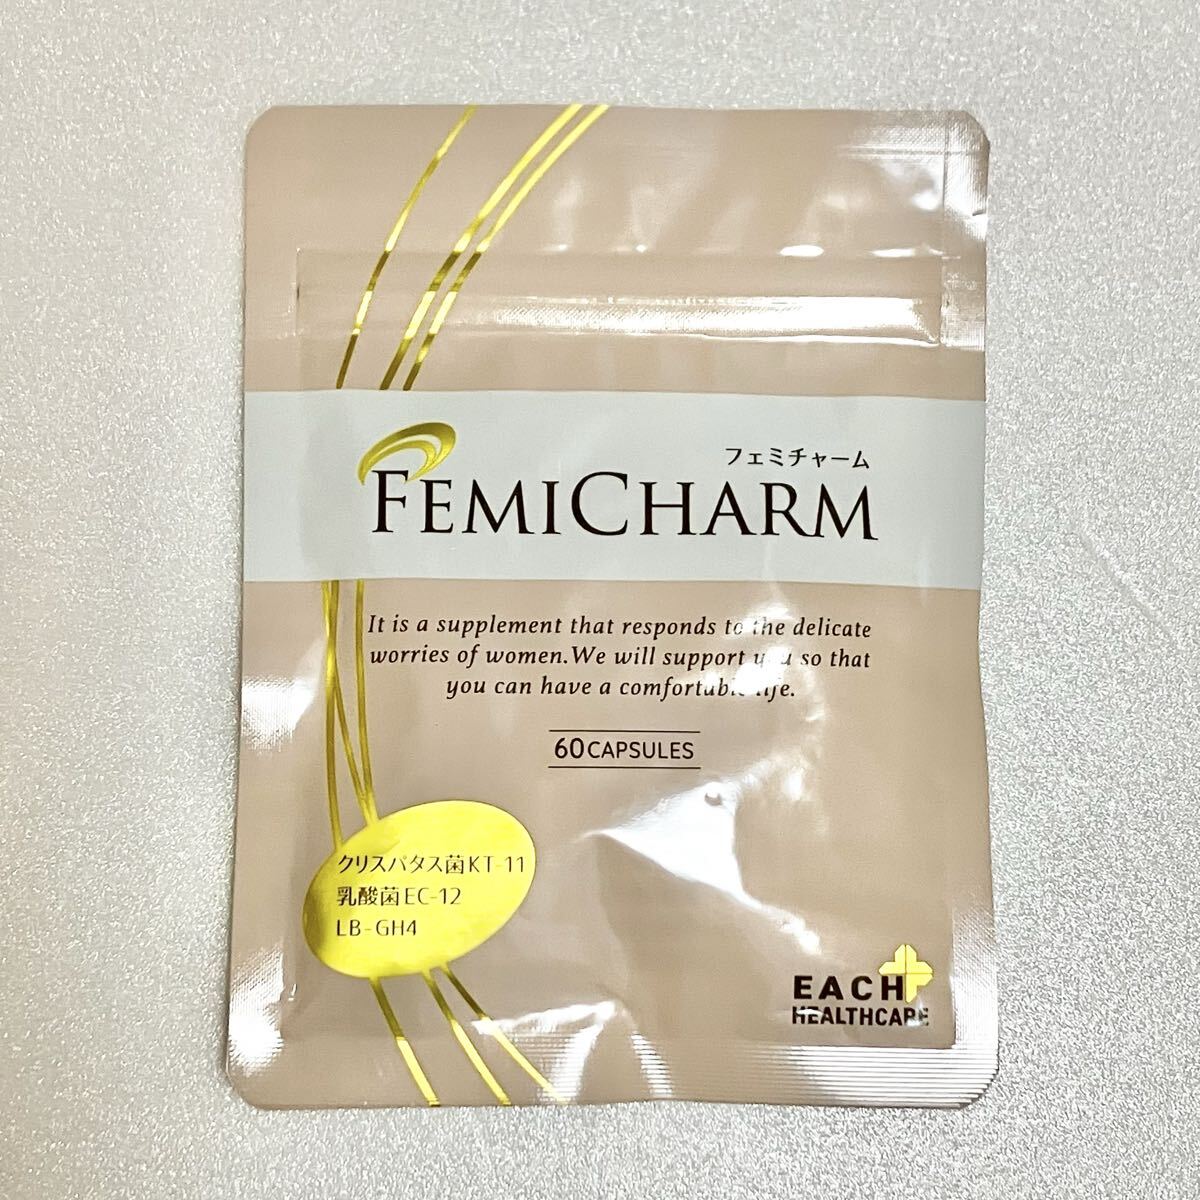 フェミチャーム
FEMICHARM
It is a supplement that responds to the delicate
worries of women.We will support you so that
you can have a comfortable life.
60CAPSULES
クリスパタス菌KT-11
乳酸菌EC-12
LB-GH4
EACH
HEALTHCARE